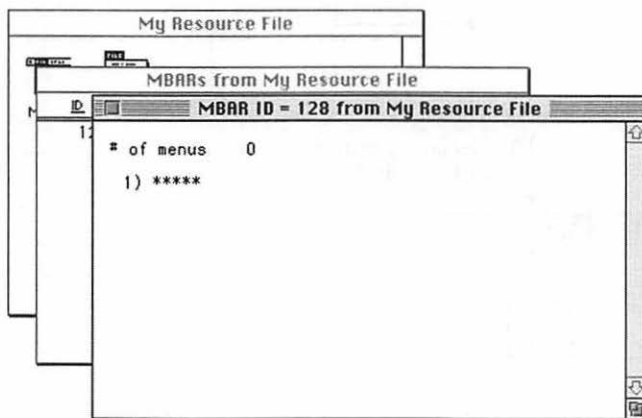 My Resource File
FILE
MBARs from My Resource File
ID
MBAR ID = 128 from My Resource File
# of menus 0
1) *****